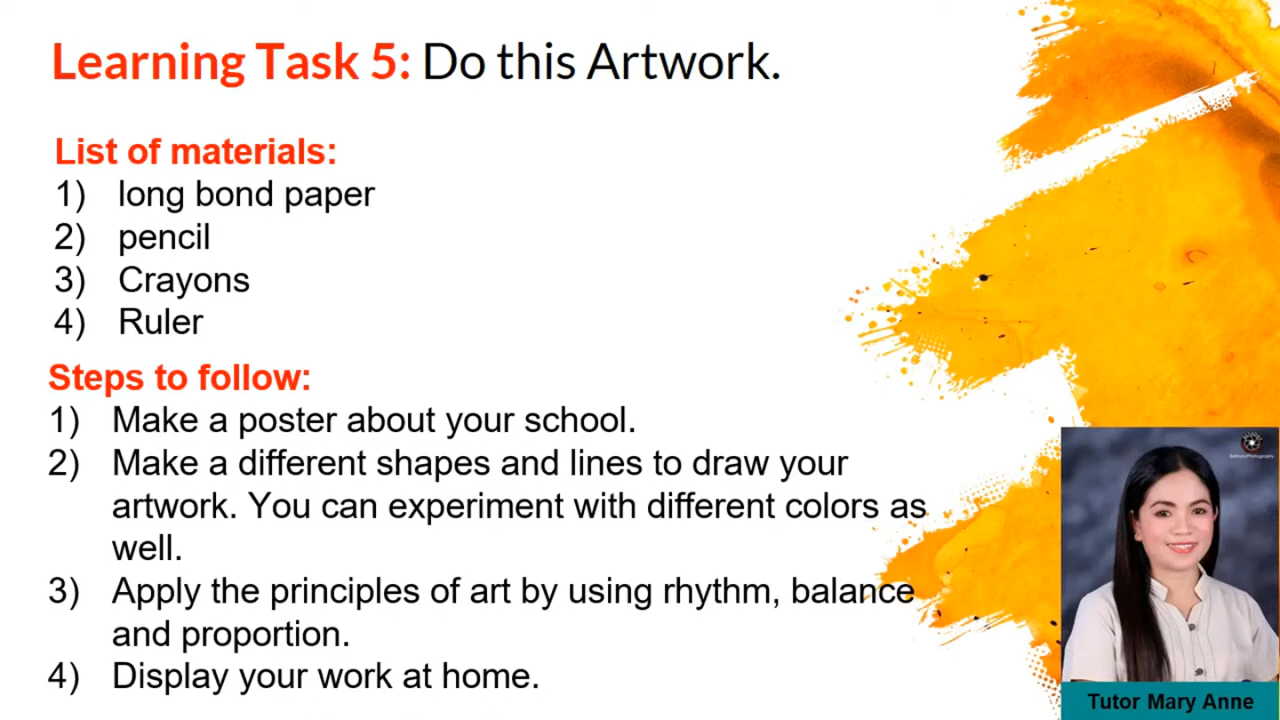 Learning Task 5: Do this Artwork.
List of materials:
1) long bond paper
2) pencil
3) Crayons
4) Ruler
Steps to follow:
1) Make a poster about your school.
2) Make a different shapes and lines to draw your
artwork. You can experiment with different colors as
well.
3) Apply the principles of art by using rhythm, balance
and proportion.
4) Display your work at home.
Tutor Mary Anne